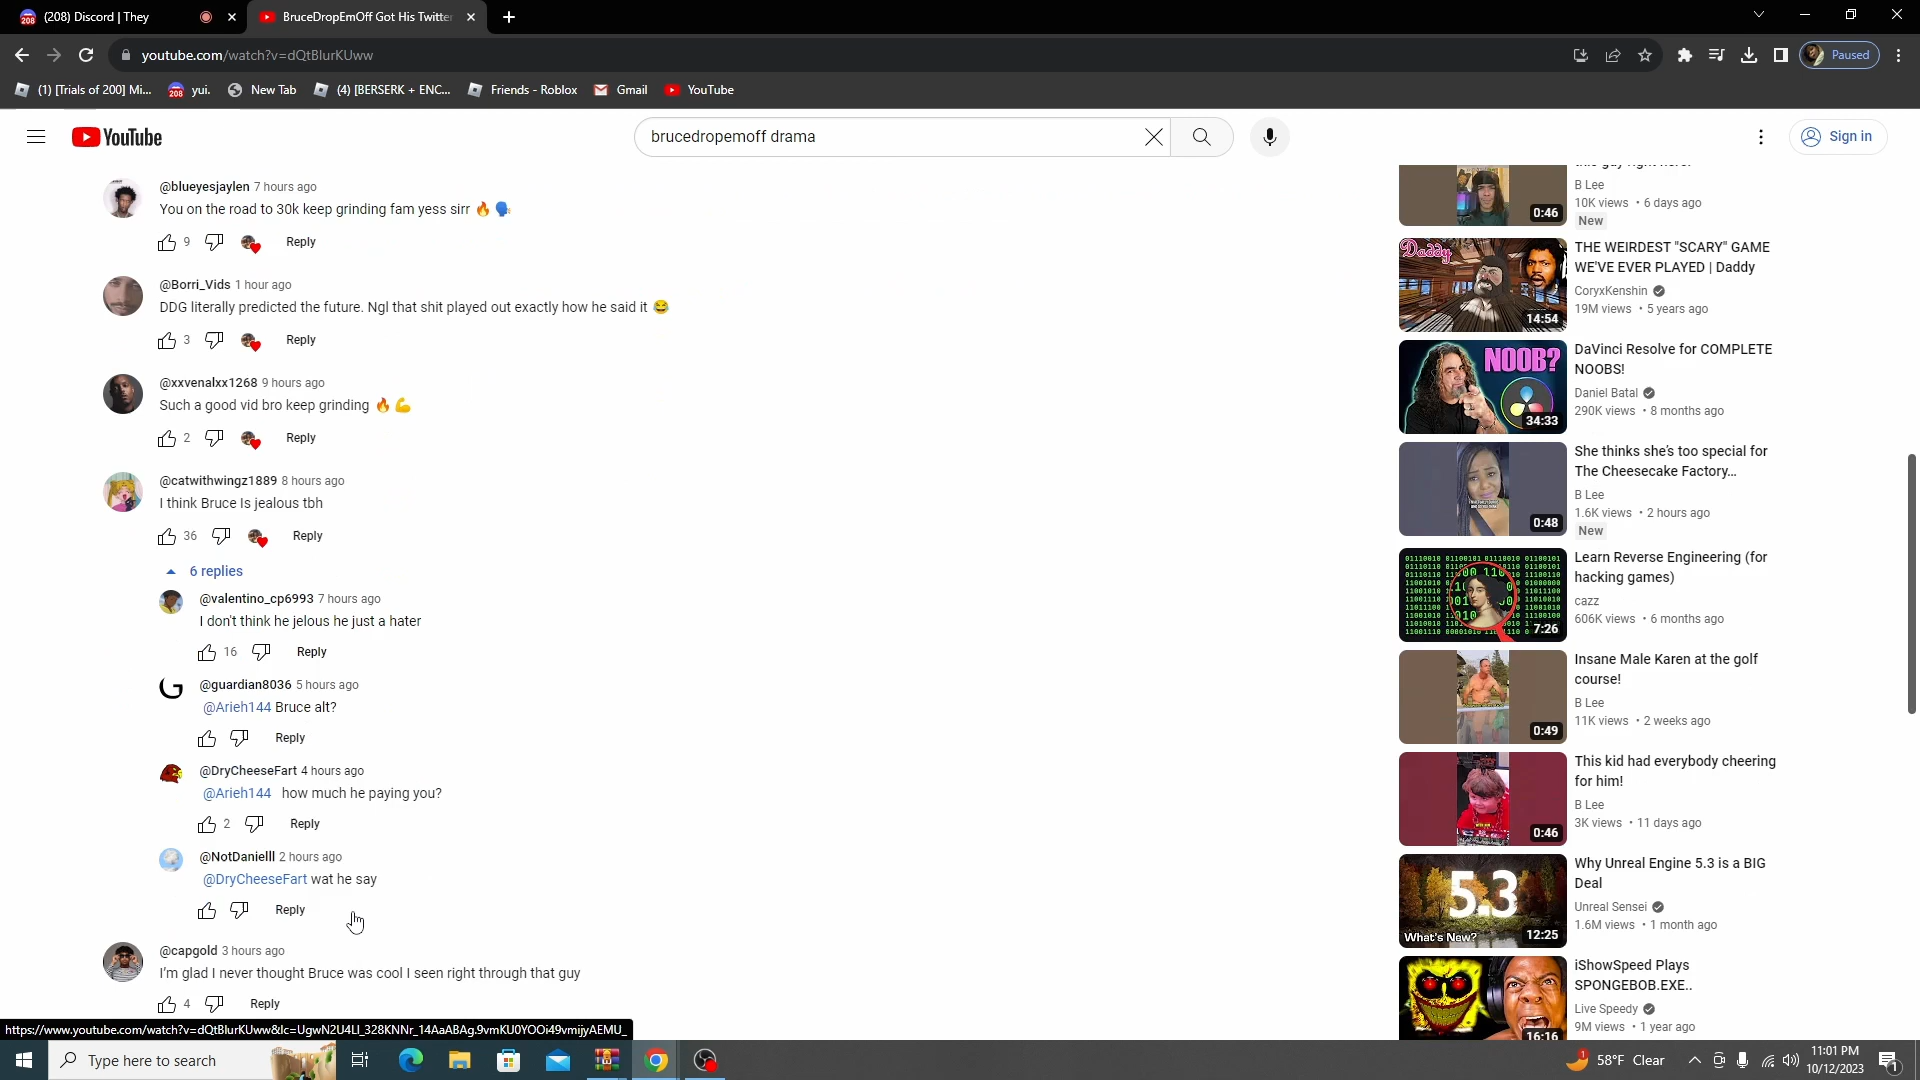 (208) Discord | They
BruceDropEmOff Got His Twitte
youtube.com/watch?v=dQtBlurKUww
Paused
(1) [Trials of 200] Mi...
208
yui.
New Tab
(4) [BERSERK + ENC...
Friends - Roblox
Gmail
YouTube
YouTube
brucedropemoff drama
Sign in
@blueyesjaylen 7 hours ago
You on the road to 30k keep grinding fam yess sirr 🔥 🗣
9 Reply
@Borri_Vids 1 hour ago
DDG literally predicted the future. Ngl that shit played out exactly how he said it 😂
3 Reply
@xxvenalxx1268 9 hours ago
Such a good vid bro keep grinding 🔥 💪
2 Reply
@catwithwingz1889 8 hours ago
I think Bruce Is jealous tbh
36 Reply
6 replies
@valentino_cp6993 7 hours ago
I don't think he jelous he just a hater
16 Reply
@guardian8036 5 hours ago
@Arieh144 Bruce alt?
Reply
@DryCheeseFart 4 hours ago
@Arieh144 how much he paying you?
2 Reply
@NotDanielll 2 hours ago
@DryCheeseFart wat he say
Reply
@capgold 3 hours ago
I'm glad I never thought Bruce was cool I seen right through that guy
4 Reply
B Lee
10K views • 6 days ago
New
0:46
Daddy
14:54
THE WEIRDEST "SCARY" GAME
WE'VE EVER PLAYED | Daddy
CoryxKenshin
19M views • 5 years ago
NOOB?
34:33
DaVinci Resolve for COMPLETE
NOOBS!
Daniel Batal
290K views • 8 months ago
0:48
She thinks she's too special for
The Cheesecake Factory...
B Lee
1.6K views • 2 hours ago
New
7:26
Learn Reverse Engineering (for
hacking games)
cazz
606K views • 6 months ago
0:49
Insane Male Karen at the golf
course!
B Lee
11K views • 2 weeks ago
0:46
This kid had everybody cheering
for him!
B Lee
3K views • 11 days ago
5.3
What's New?
12:25
Why Unreal Engine 5.3 is a BIG
Deal
Unreal Sensei
1.6M views • 1 month ago
16:16
iShowSpeed Plays
SPONGEBOB.EXE..
Live Speedy
9M views • 1 year ago
https://www.youtube.com/watch?v=dQtBlurKUww&lc=UgwN2U4LI_328KNNr_14AaABAg.9vmKU0YOOi49vmijyAEMU_
Type here to search
58°F Clear
11:01 PM
10/12/2023
1